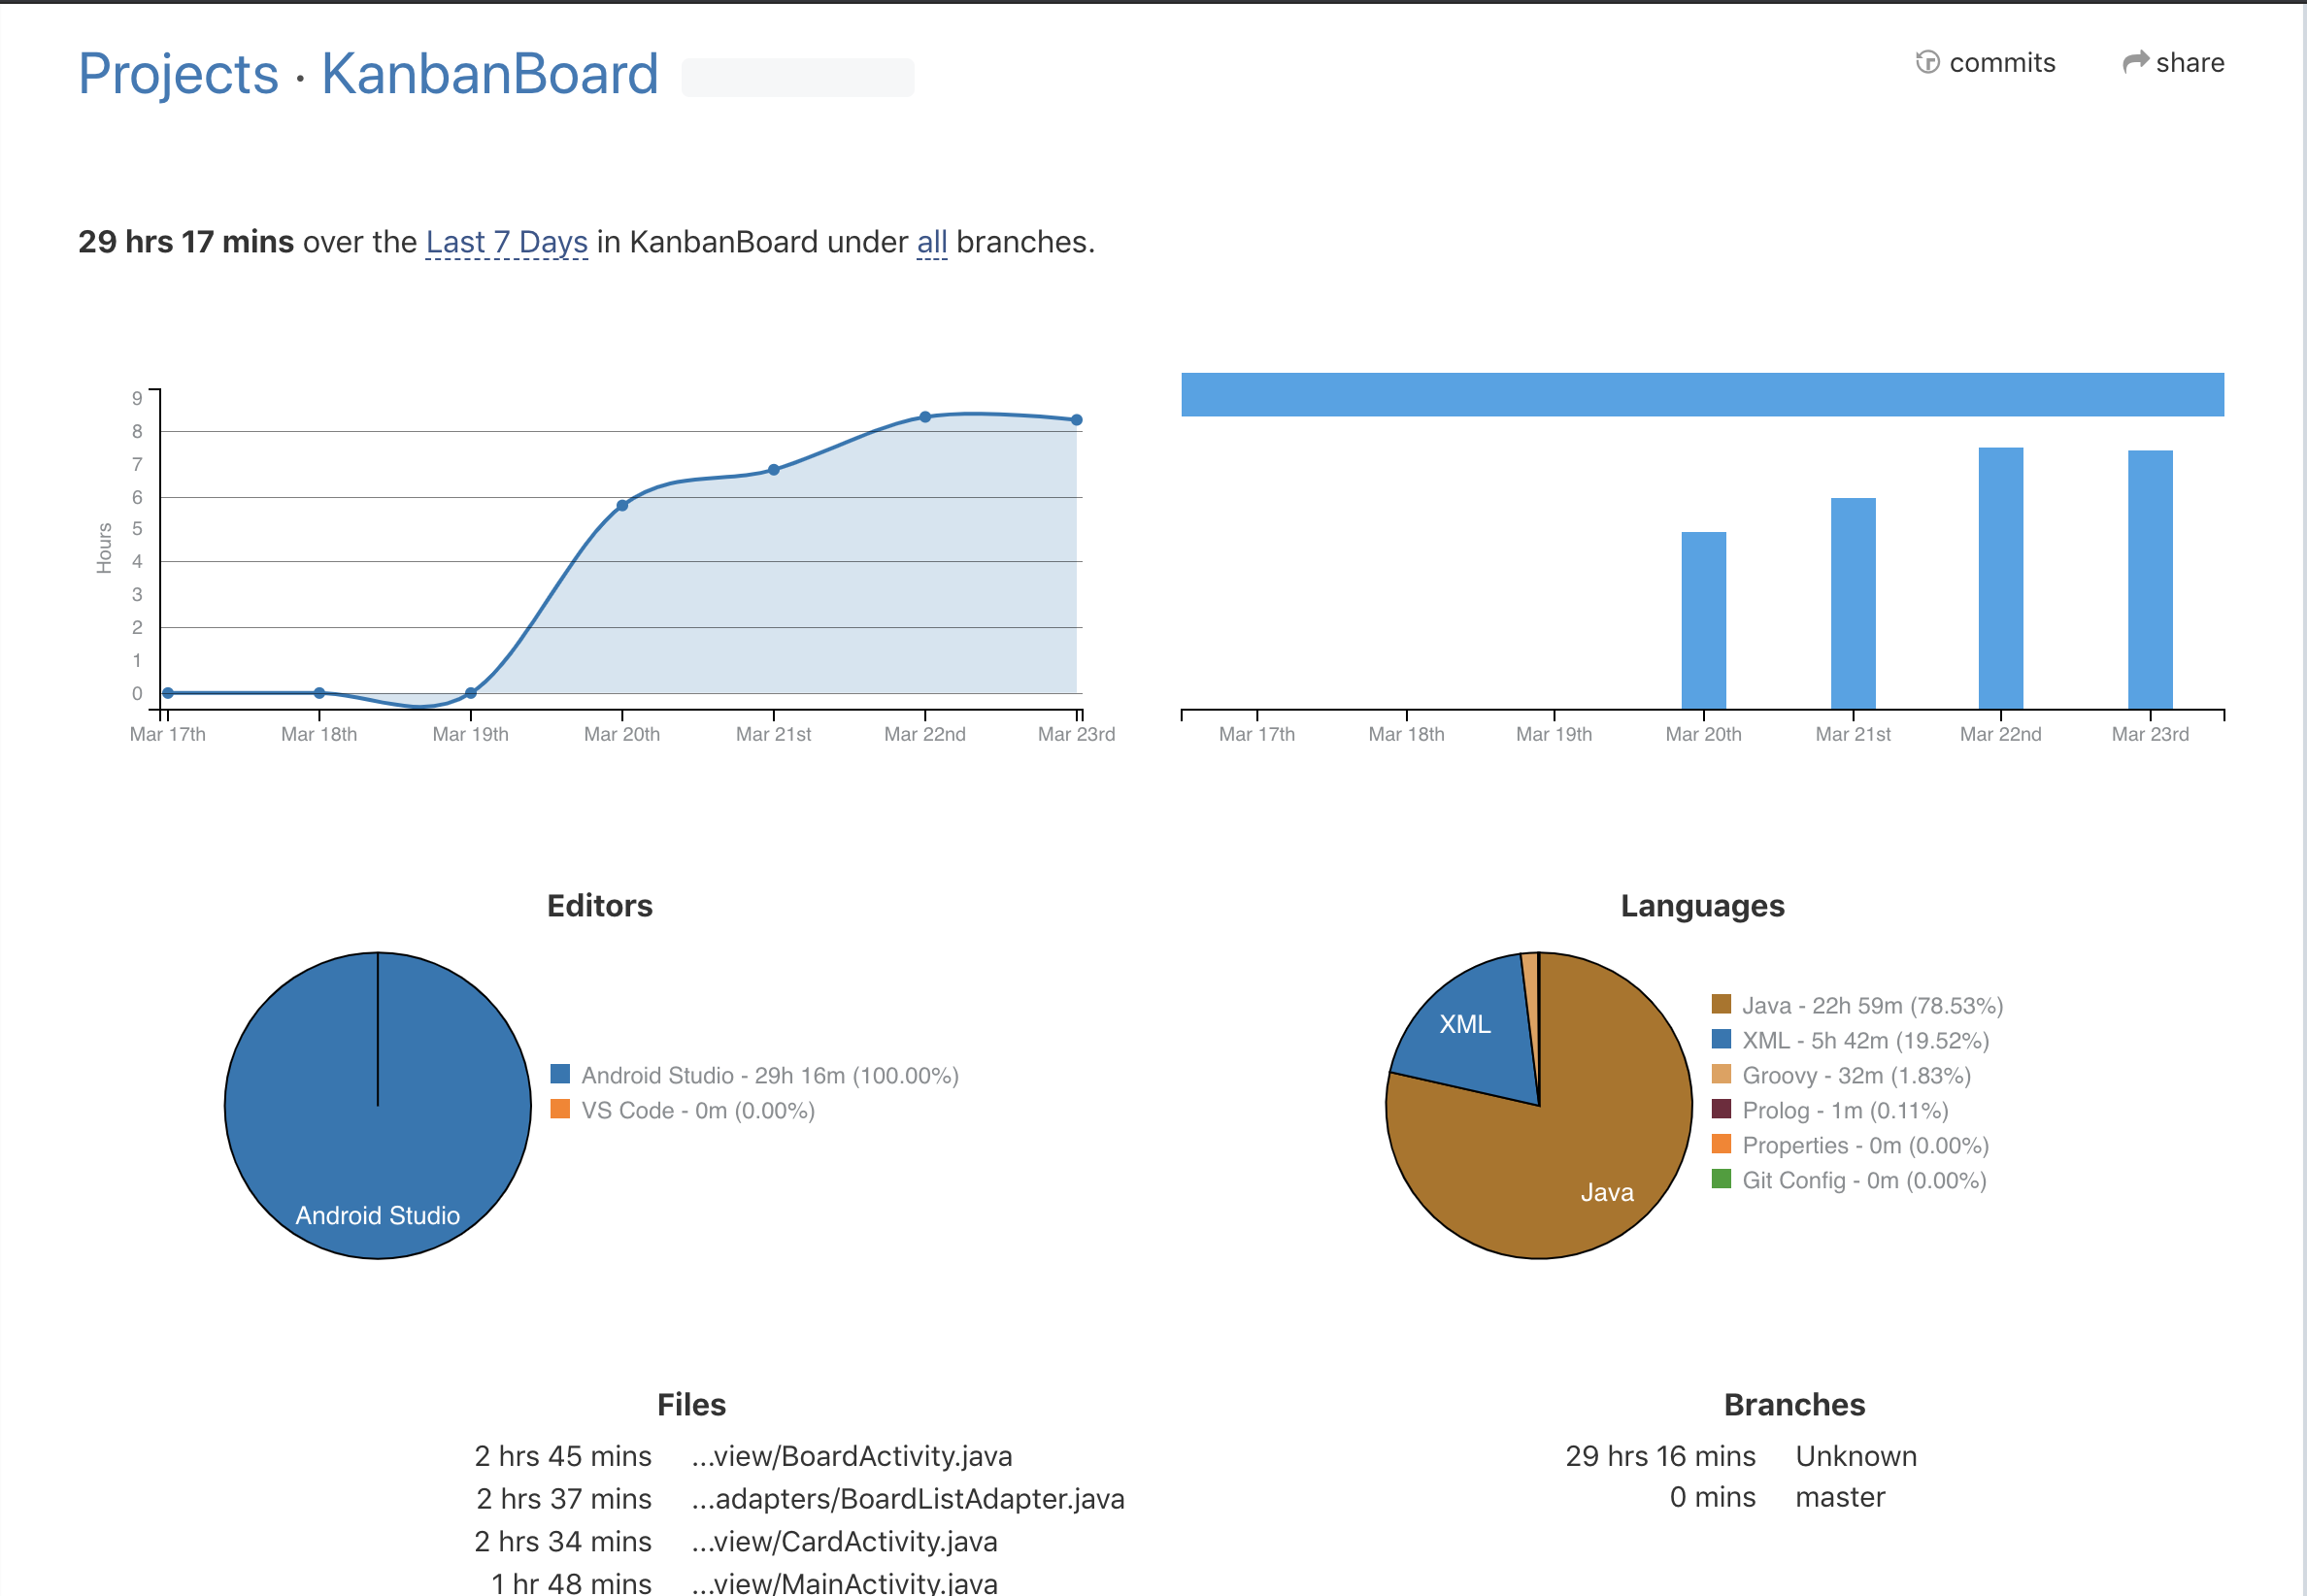 Projects · KanbanBoard
commits
share
29 hrs 17 mins over the Last 7 Days in KanbanBoard under all branches.
Hours
9
8
7
6
5
4
3
2
1
0
Mar 17th Mar 18th Mar 19th Mar 20th Mar 21st Mar 22nd Mar 23rd
Mar 17th Mar 18th Mar 19th Mar 20th Mar 21st Mar 22nd Mar 23rd
Editors
Android Studio
Android Studio - 29h 16m (100.00%)
VS Code - 0m (0.00%)
Languages
XML
Java
Java - 22h 59m (78.53%)
XML - 5h 42m (19.52%)
Groovy - 32m (1.83%)
Prolog - 1m (0.11%)
Properties - 0m (0.00%)
Git Config - 0m (0.00%)
Files
2 hrs 45 mins ...view/BoardActivity.java
2 hrs 37 mins ...adapters/BoardListAdapter.java
2 hrs 34 mins ...view/CardActivity.java
1 hr 48 mins ...view/MainActivity.java
Branches
29 hrs 16 mins Unknown
0 mins master